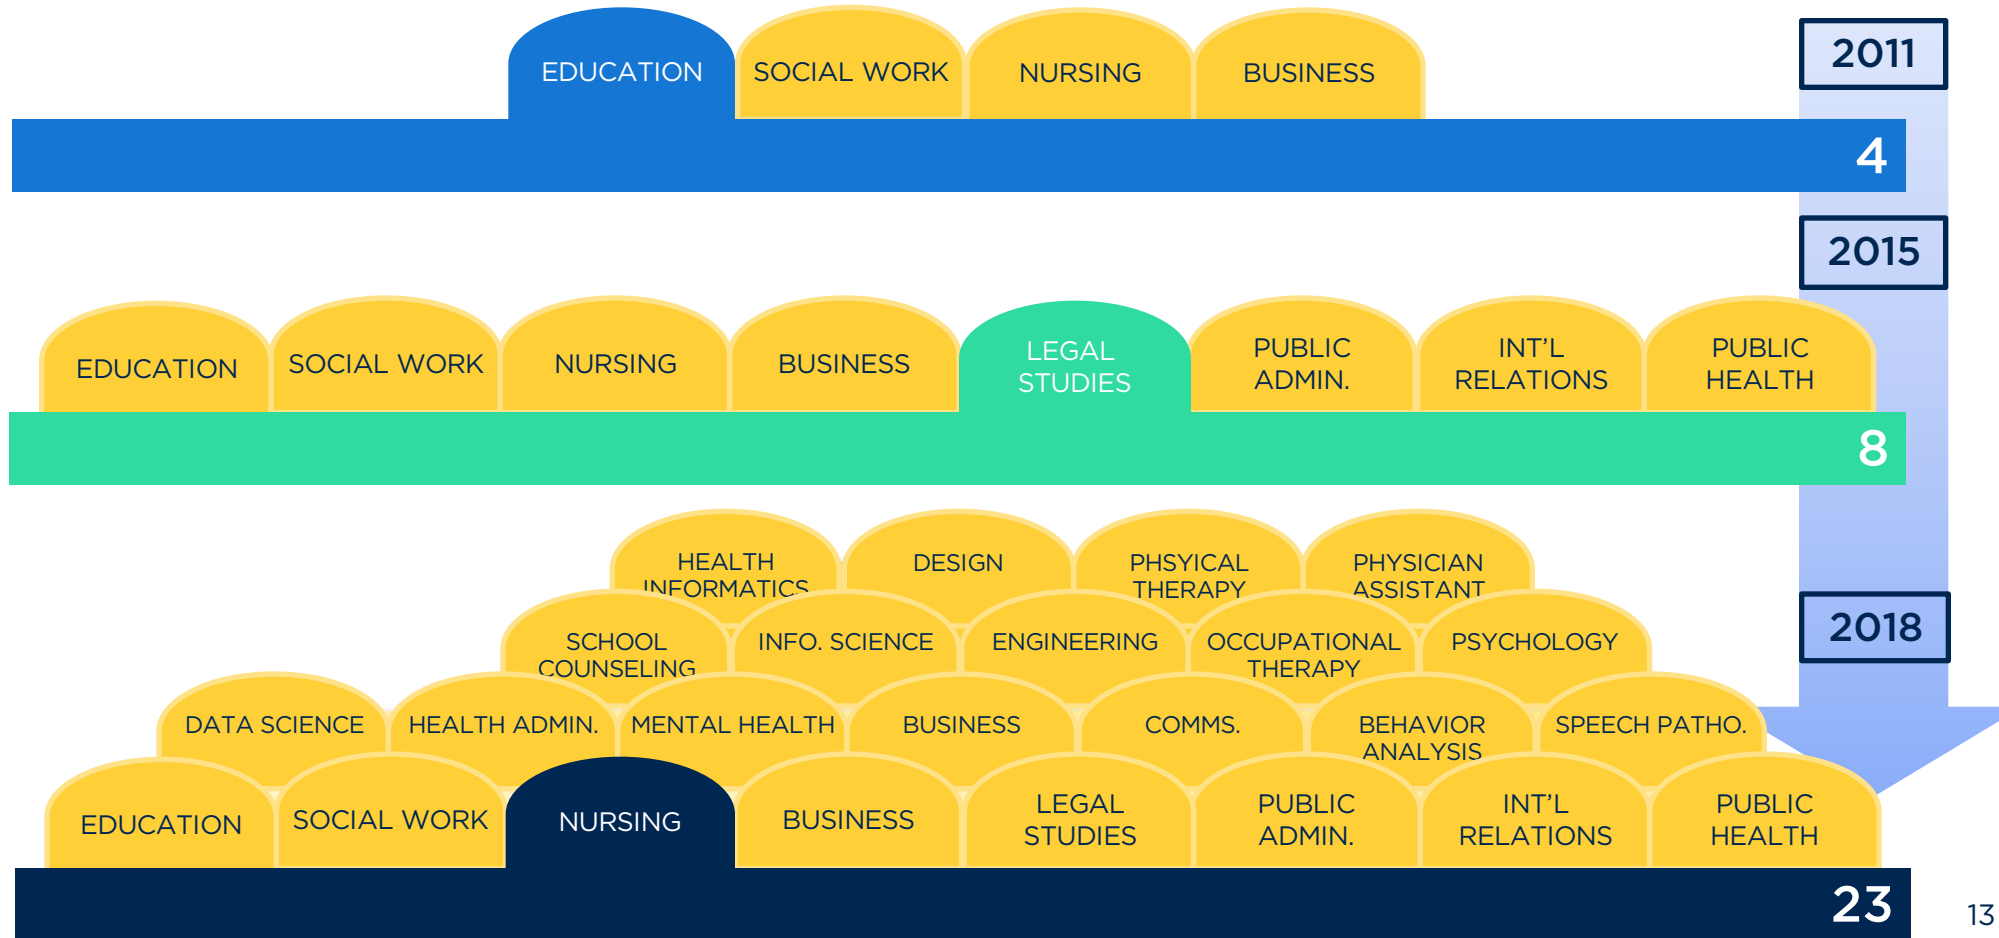 EDUCATION
SOCIAL WORK
NURSING
BUSINESS
2011
4
2015
EDUCATION
SOCIAL WORK
NURSING
BUSINESS
LEGAL
STUDIES
PUBLIC
ADMIN.
INT'L
RELATIONS
PUBLIC
HEALTH
8
HEALTH
INFORMATICS
DESIGN
PHSYICAL
THERAPY
PHYSICIAN
ASSISTANT
2018
SCHOOL
COUNSELING
INFO. SCIENCE
ENGINEERING
OCCUPATIONAL
THERAPY
PSYCHOLOGY
DATA SCIENCE
HEALTH ADMIN.
MENTAL HEALTH
BUSINESS
COMMS.
BEHAVIOR
ANALYSIS
SPEECH PATHO.
EDUCATION
SOCIAL WORK
NURSING
BUSINESS
LEGAL
STUDIES
PUBLIC
ADMIN.
INT'L
RELATIONS
PUBLIC
HEALTH
23
13